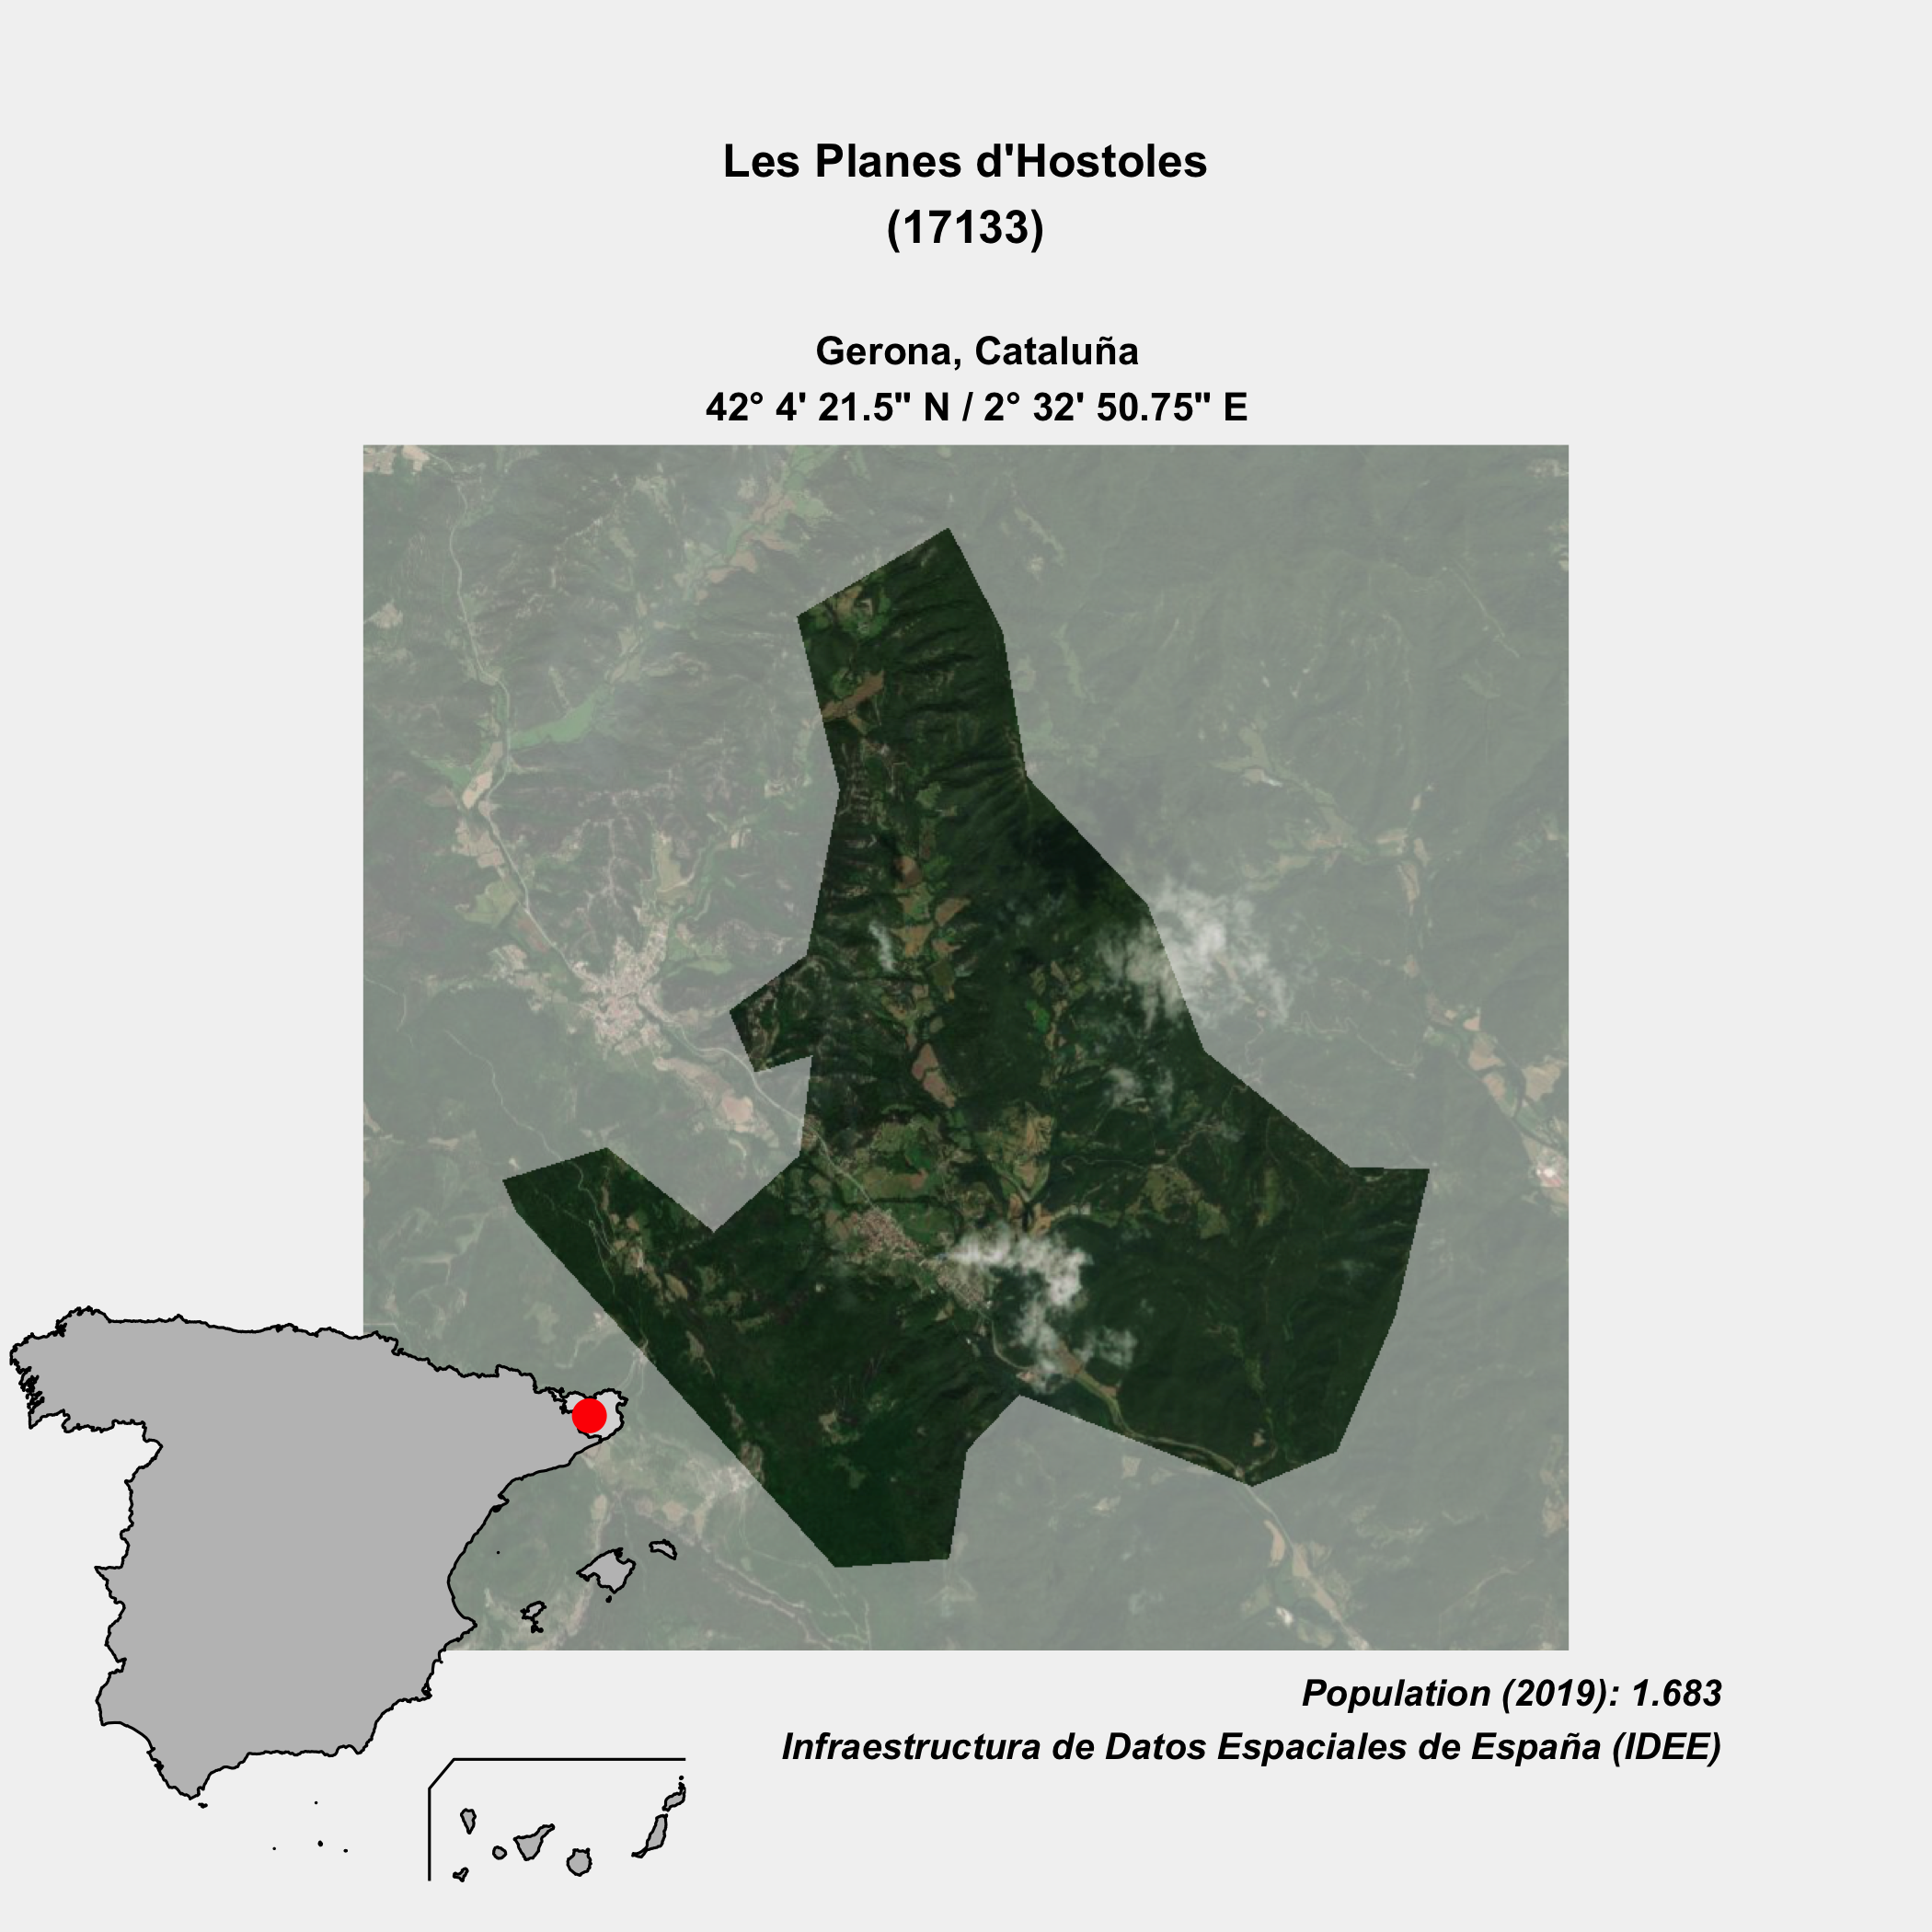 Les Planes d'Hostoles
(17133)
Gerona, Cataluña
42° 4' 21.5" N / 2° 32' 50.75" E
Population (2019): 1.683
Infraestructura de Datos Espaciales de España (IDEE)